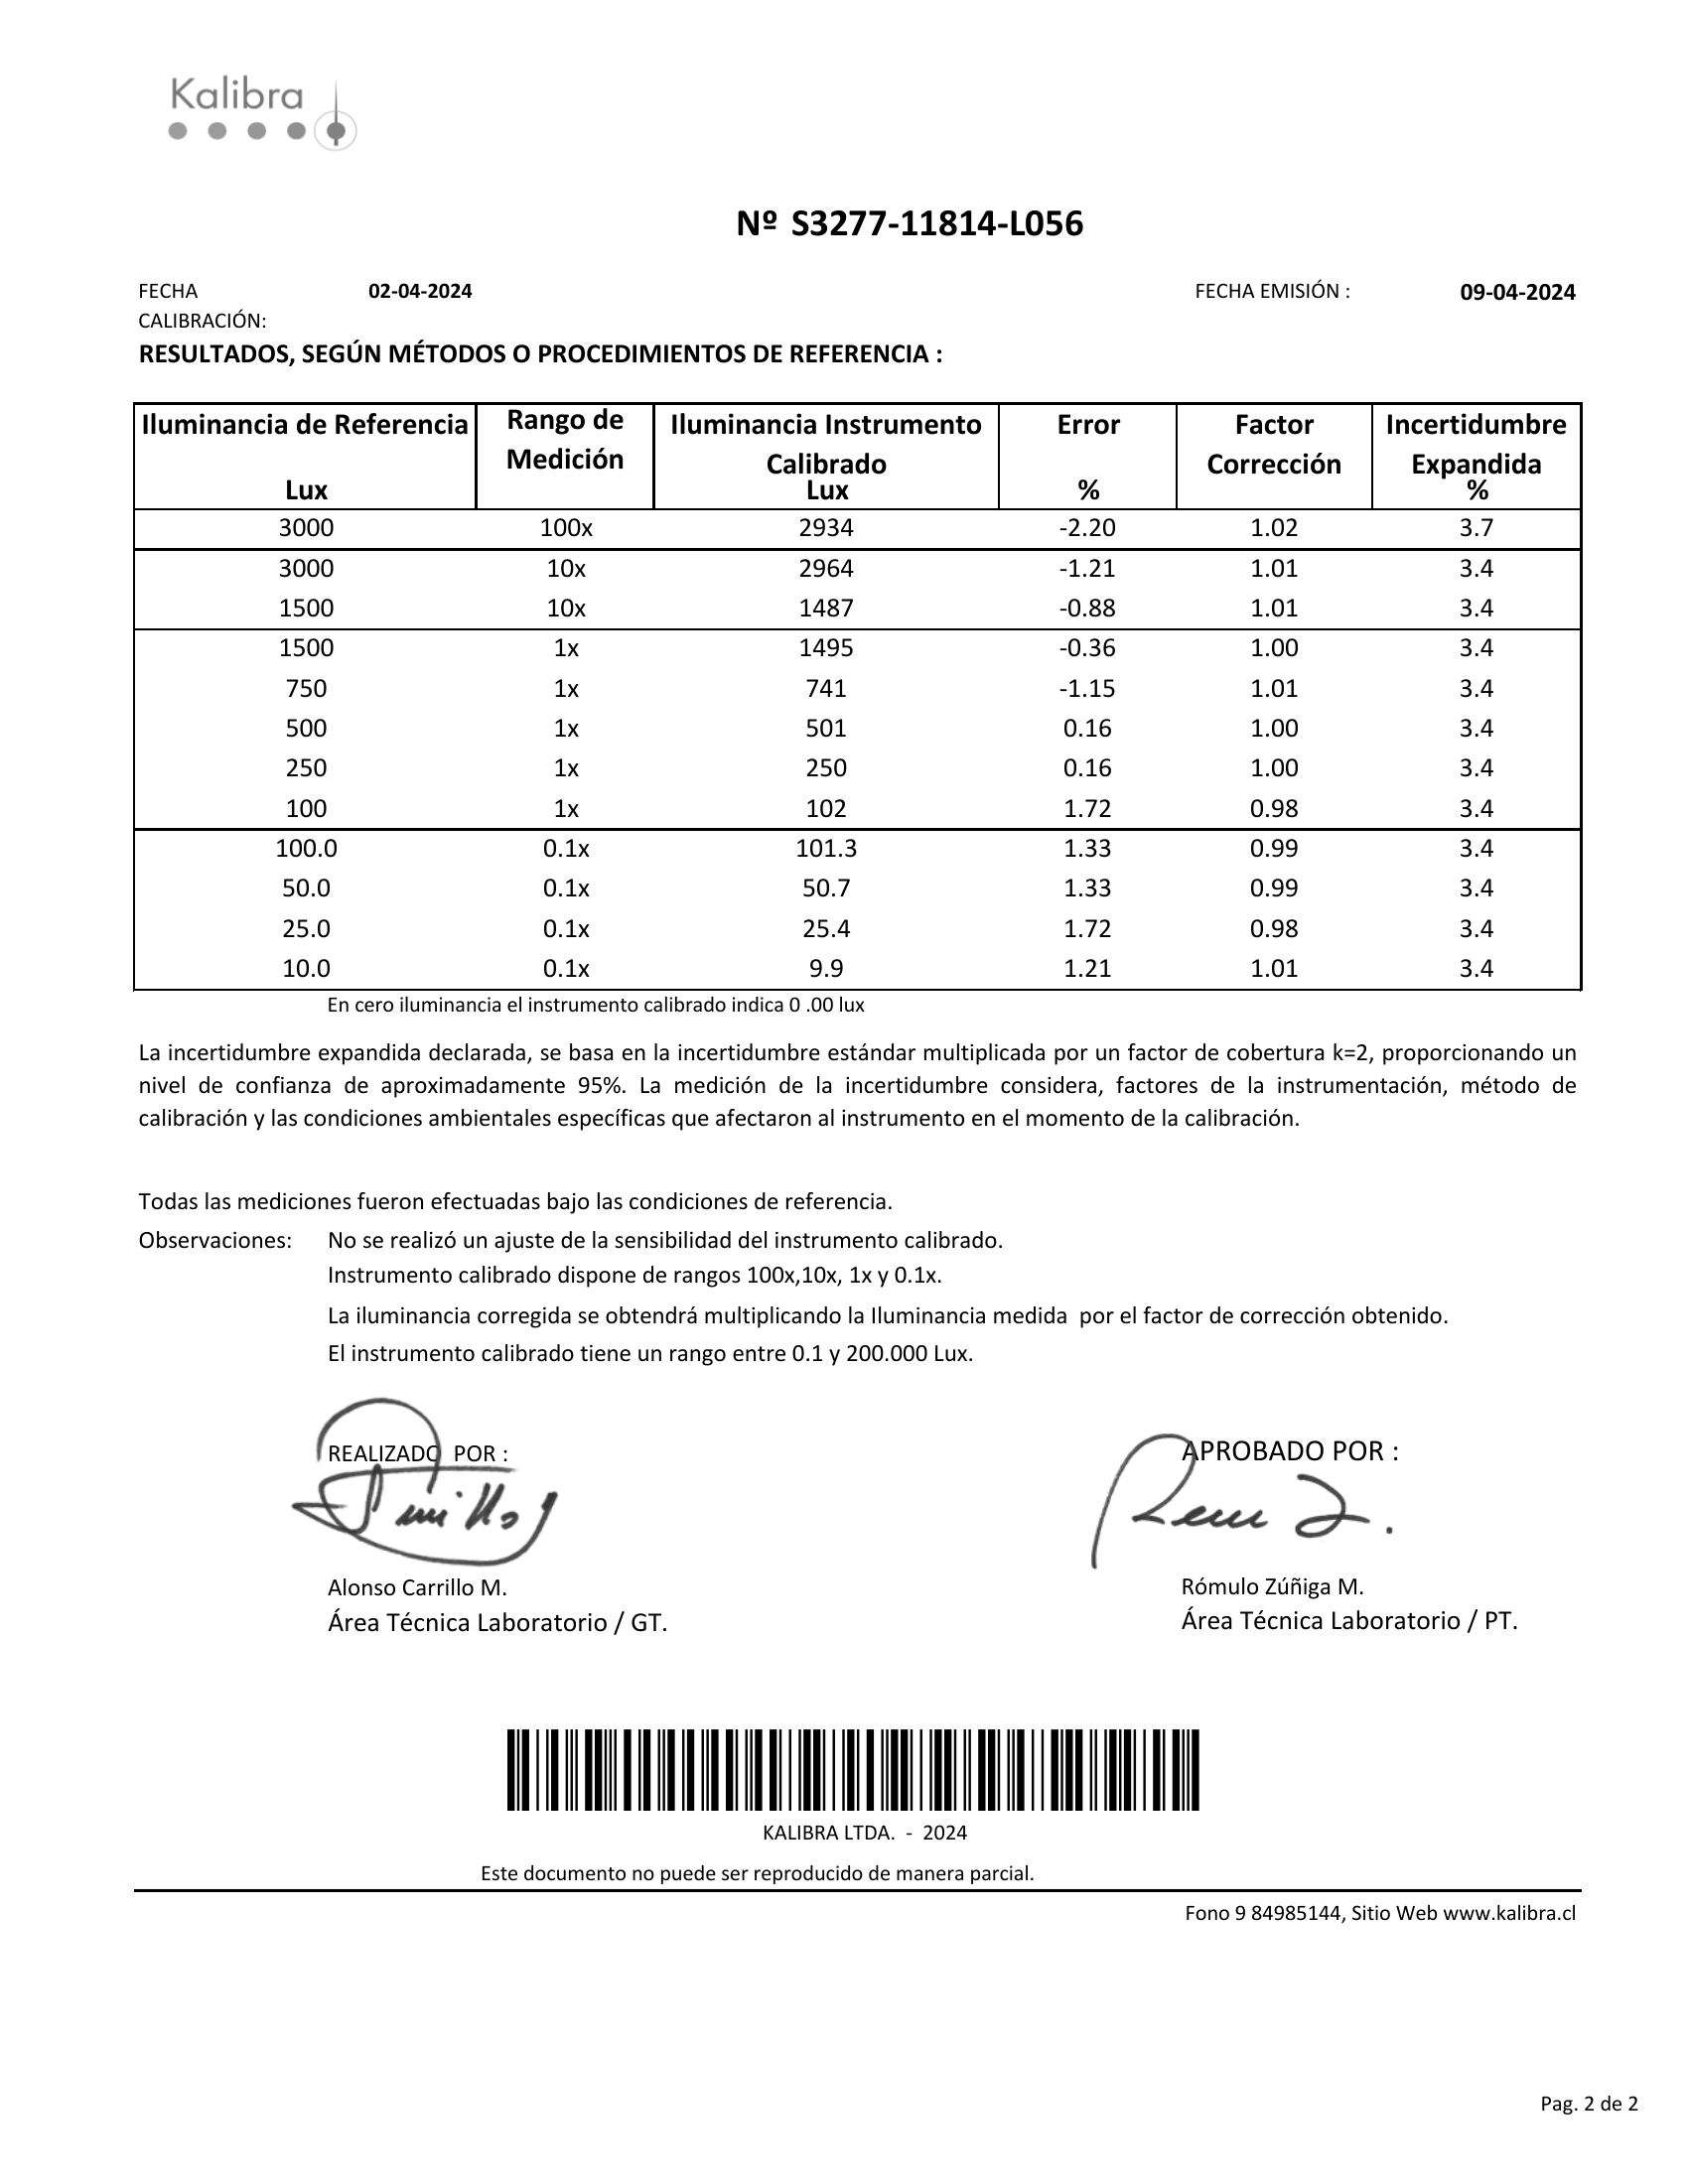 Kalibra
Nº S3277-11814-L056
FECHA CALIBRACIÓN: 02-04-2024 FECHA EMISIÓN : 09-04-2024
RESULTADOS, SEGÚN MÉTODOS O PROCEDIMIENTOS DE REFERENCIA :
Iluminancia de Referencia Lux Rango de Medición Iluminancia Instrumento Calibrado Lux Error % Factor Corrección Incertidumbre Expandida %
3000 100x 2934 -2.20 1.02 3.7
3000 10x 2964 -1.21 1.01 3.4
1500 10x 1487 -0.88 1.01 3.4
1500 1x 1495 -0.36 1.00 3.4
750 1x 741 -1.15 1.01 3.4
500 1x 501 0.16 1.00 3.4
250 1x 250 0.16 1.00 3.4
100 1x 102 1.72 0.98 3.4
100.0 0.1x 101.3 1.33 0.99 3.4
50.0 0.1x 50.7 1.33 0.99 3.4
25.0 0.1x 25.4 1.72 0.98 3.4
10.0 0.1x 9.9 1.21 1.01 3.4
En cero iluminancia el instrumento calibrado indica 0 .00 lux
La incertidumbre expandida declarada, se basa en la incertidumbre estándar multiplicada por un factor de cobertura k=2, proporcionando un
nivel de confianza de aproximadamente 95%. La medición de la incertidumbre considera, factores de la instrumentación, método de
calibración y las condiciones ambientales específicas que afectaron al instrumento en el momento de la calibración.
Todas las mediciones fueron efectuadas bajo las condiciones de referencia.
Observaciones: No se realizó un ajuste de la sensibilidad del instrumento calibrado.
Instrumento calibrado dispone de rangos 100x,10x, 1x y 0.1x.
La iluminancia corregida se obtendrá multiplicando la Iluminancia medida por el factor de corrección obtenido.
El instrumento calibrado tiene un rango entre 0.1 y 200.000 Lux.
REALIZADO POR : APROBADO POR :
Alonso Carrillo M. Rómulo Zúñiga M.
Área Técnica Laboratorio / GT. Área Técnica Laboratorio / PT.
KALIBRA LTDA. - 2024
Este documento no puede ser reproducido de manera parcial.
Fono 9 84985144, Sitio Web www.kalibra.cl
Pag. 2 de 2